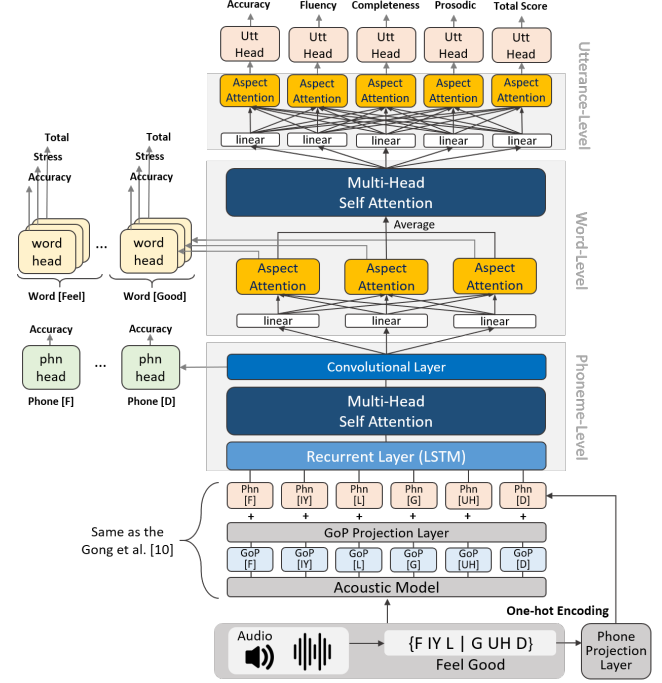 Accuracy Fluency Completeness Prosodic Total Score
Utt Head Utt Head Utt Head Utt Head Utt Head
Aspect Attention Aspect Attention Aspect Attention Aspect Attention Aspect Attention
linear linear linear linear linear
Utterance-Level
Multi-Head
Self Attention
Average
Aspect Attention Aspect Attention Aspect Attention
linear linear linear
Word-Level
Total Total
Stress Stress
Accuracy Accuracy
word head ... word head
Word [Feel] Word [Good]
Accuracy Accuracy
phn head ... phn head
Phone [F] Phone [D]
Convolutional Layer
Multi-Head
Self Attention
Recurrent Layer (LSTM)
Phoneme-Level
Phn [F] Phn [IY] Phn [L] Phn [G] Phn [UH] Phn [D]
+ + + + + +
GoP Projection Layer
GoP [F] GoP [IY] GoP [L] GoP [G] GoP [UH] GoP [D]
Acoustic Model
Same as the
Gong et al. [10]
One-hot Encoding
Audio
{F IY L | G UH D}
Feel Good
Phone
Projection
Layer